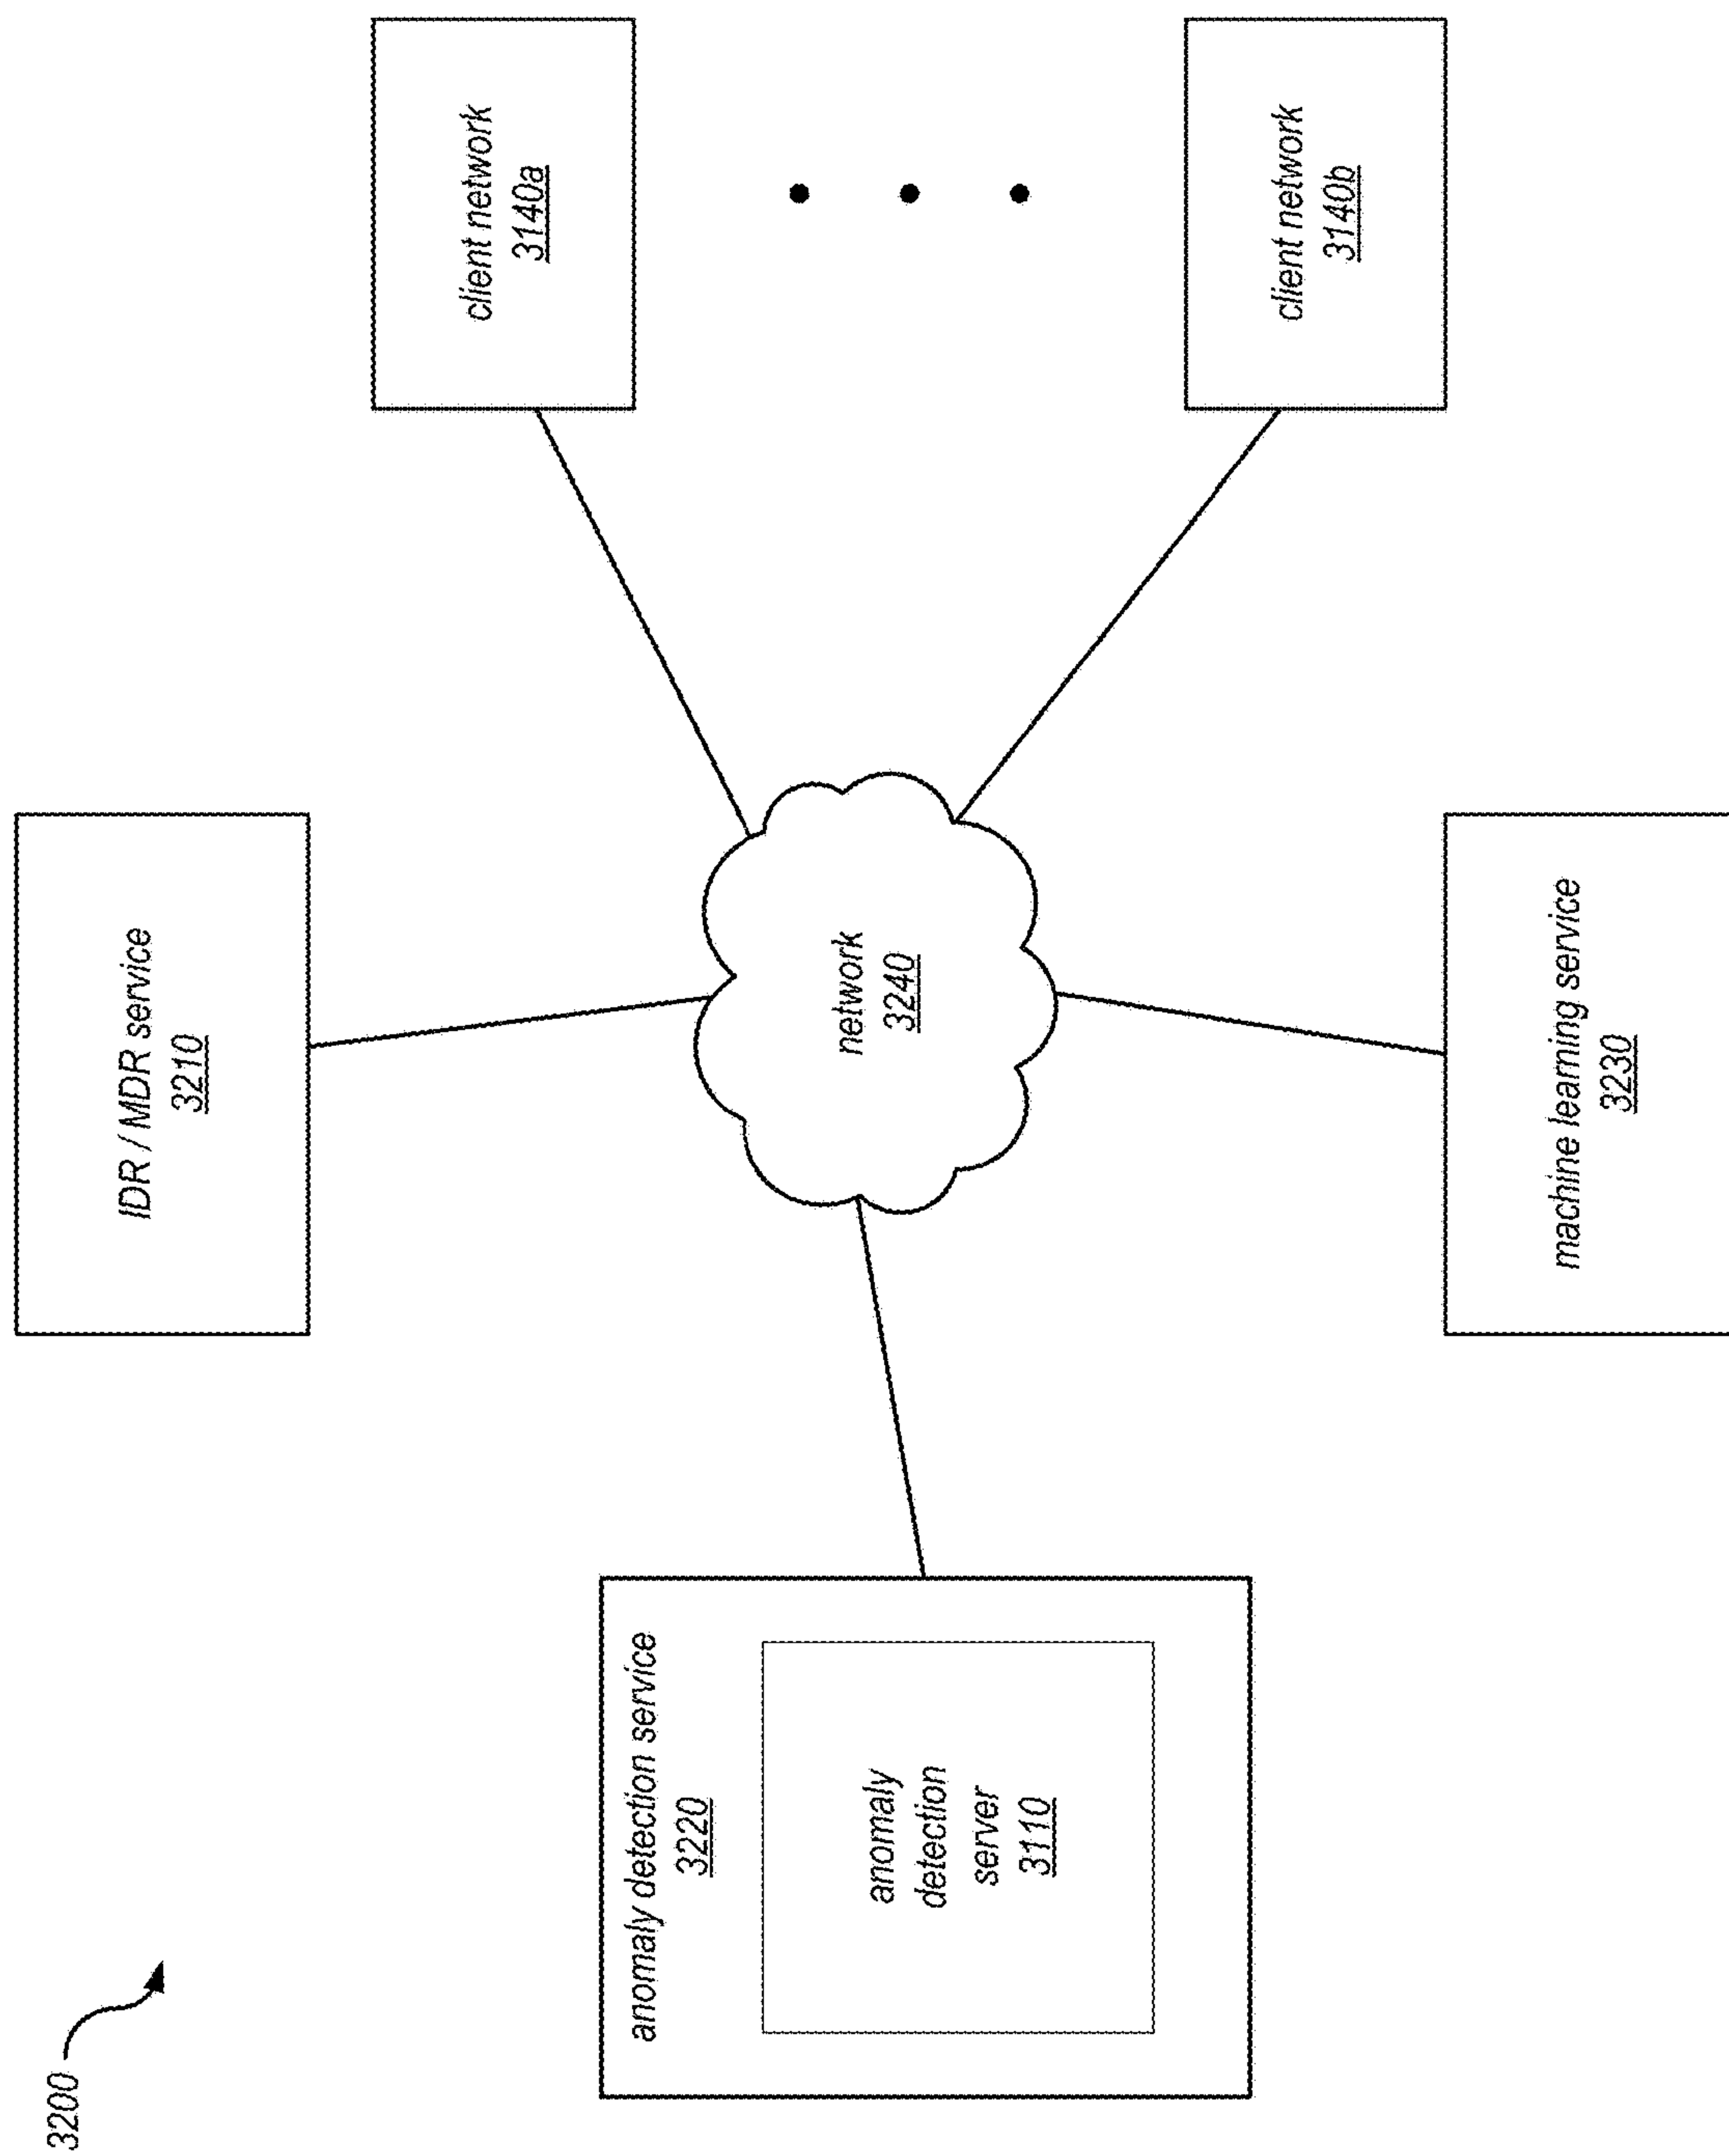 3200
IDR / MDR service
3210
anomaly detection service
3220
anomaly
detection
server
3110
network
3240
client network
3140a
client network
3140b
machine learning service
3230